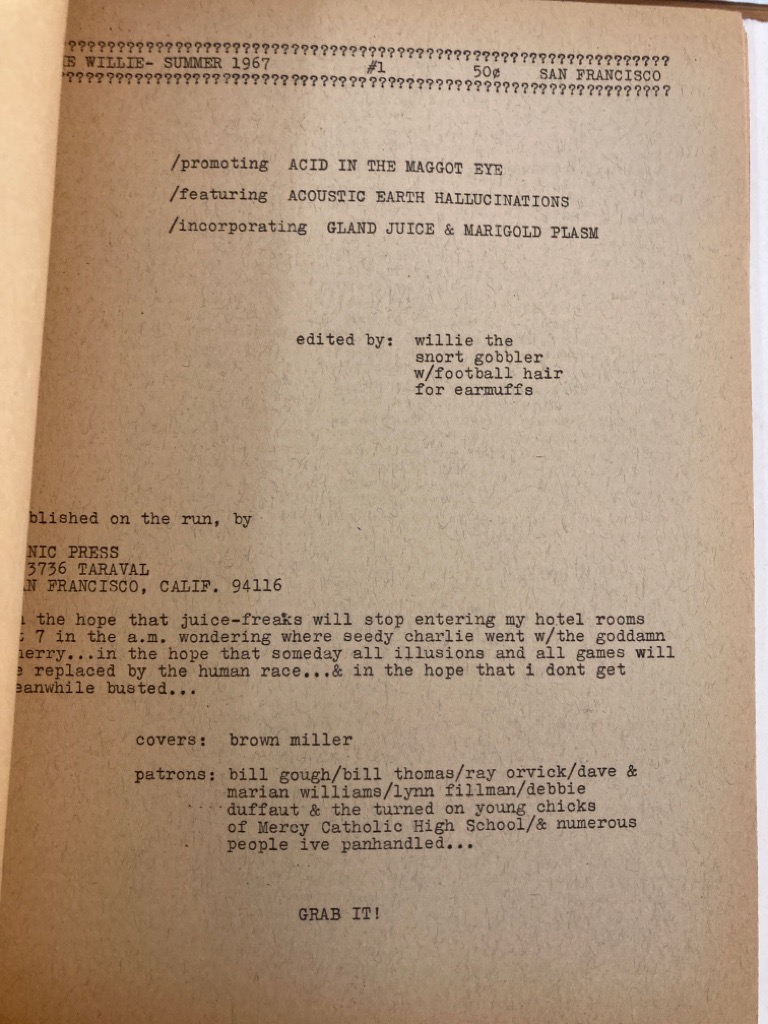 ????????????????????????????????????????????????????????????????????
E WILLIE- SUMMER 1967 #1 50¢ SAN FRANCISCO
????????????????????????????????????????????????????????????????????
/promoting ACID IN THE MAGGOT EYE
/featuring ACOUSTIC EARTH HALLUCINATIONS
/incorporating GLAND JUICE & MARIGOLD PLASM
edited by: willie the
snort gobbler
w/football hair
for earmuffs
blished on the run, by
NIC PRESS
3736 TARAVAL
N FRANCISCO, CALIF. 94116
the hope that juice-freaks will stop entering my hotel rooms
7 in the a.m. wondering where seedy charlie went w/the goddamn
erry...in the hope that someday all illusions and all games will
replaced by the human race...& in the hope that i dont get
eanwhile busted...
covers: brown miller
patrons: bill gough/bill thomas/ray orvick/dave &
marian williams/lynn fillman/debbie
duffaut & the turned on young chicks
of Mercy Catholic High School/& numerous
people ive panhandled...
GRAB IT!